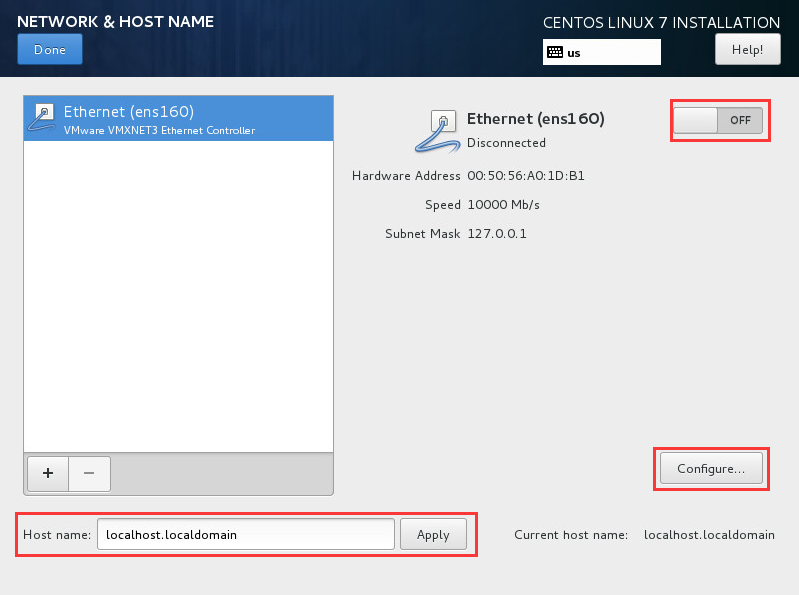 NETWORK & HOST NAME
CENTOS LINUX 7 INSTALLATION
Done
us
Help!
Ethernet (ens160)
VMware VMXNET3 Ethernet Controller
Ethernet (ens160)
Disconnected
OFF
Hardware Address 00:50:56:A0:1D:B1
Speed 10000 Mb/s
Subnet Mask 127.0.0.1
+ −
Configure...
Host name: localhost.localdomain Apply
Current host name: localhost.localdomain